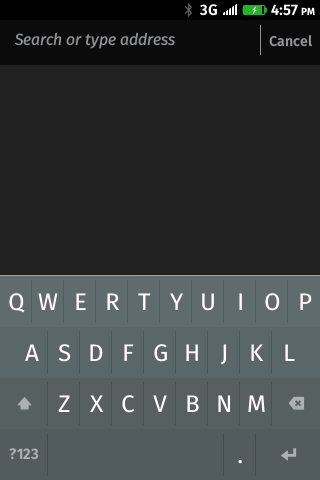 3G 4:57 PM
Search or type address Cancel
Q W E R T Y U I O P
A S D F G H J K L
Z X C V B N M
?123 .